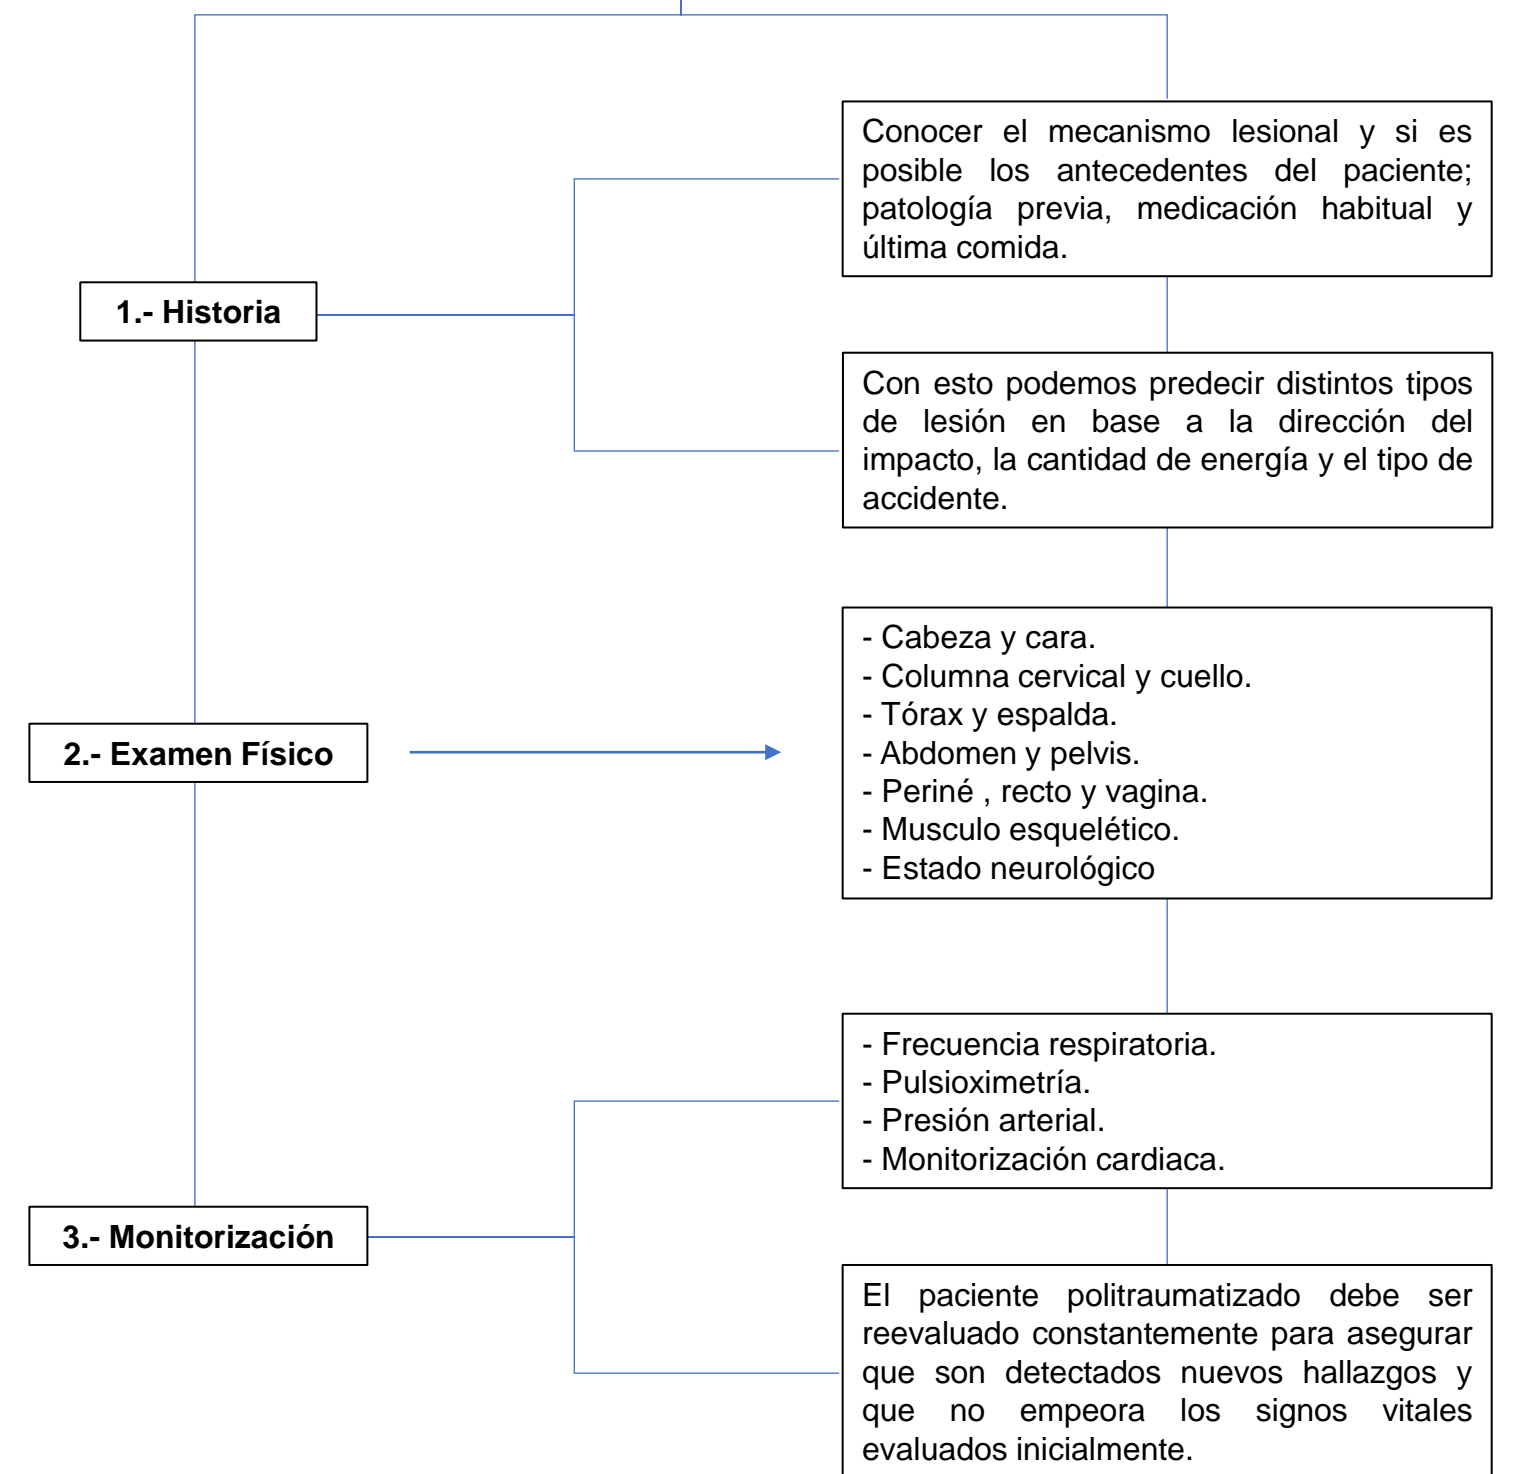 Conocer el mecanismo lesional y si es
posible los antecedentes del paciente;
patología previa, medicación habitual y
última comida.
1.- Historia
Con esto podemos predecir distintos tipos
de lesión en base a la dirección del
impacto, la cantidad de energía y el tipo de
accidente.
2.- Examen Físico
- Cabeza y cara.
- Columna cervical y cuello.
- Tórax y espalda.
- Abdomen y pelvis.
- Periné , recto y vagina.
- Musculo esquelético.
- Estado neurológico
- Frecuencia respiratoria.
- Pulsioximetría.
- Presión arterial.
- Monitorización cardiaca.
3.- Monitorización
El paciente politraumatizado debe ser
reevaluado constantemente para asegurar
que son detectados nuevos hallazgos y
que no empeora los signos vitales
evaluados inicialmente.